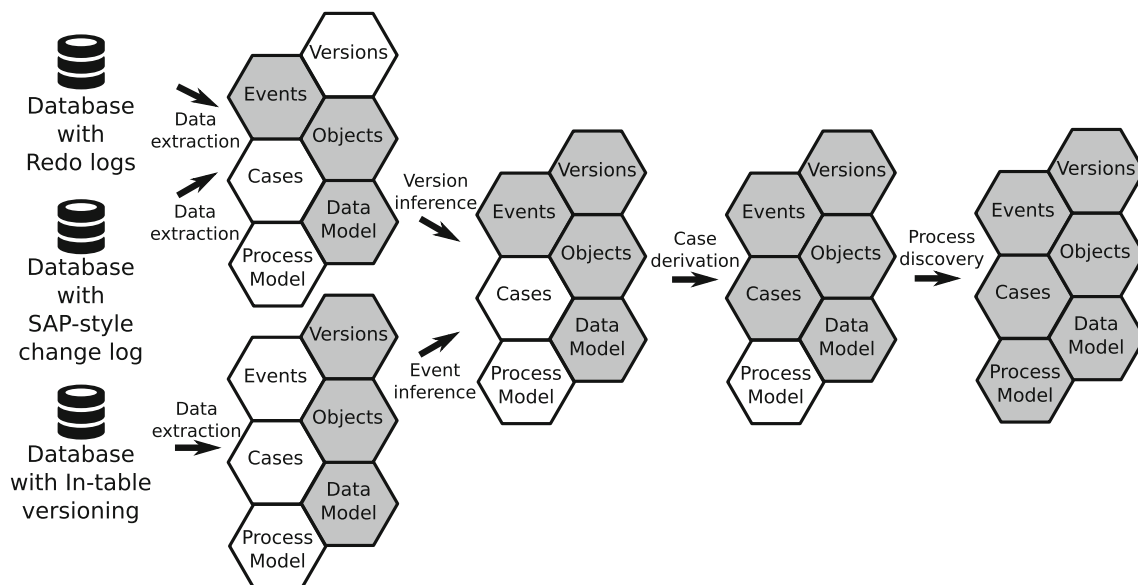 Database
with
Redo logs
Data
extraction
Database
with
SAP-style
change log
Data
extraction
Database
with In-table
versioning
Data
extraction
Versions
Events
Objects
Cases
Data
Model
Process
Model
Versions
Events
Objects
Cases
Data
Model
Process
Model
Version
inference
Event
inference
Versions
Events
Objects
Cases
Data
Model
Process
Model
Case
derivation
Versions
Events
Objects
Cases
Data
Model
Process
Model
Process
discovery
Versions
Events
Objects
Cases
Data
Model
Process
Model